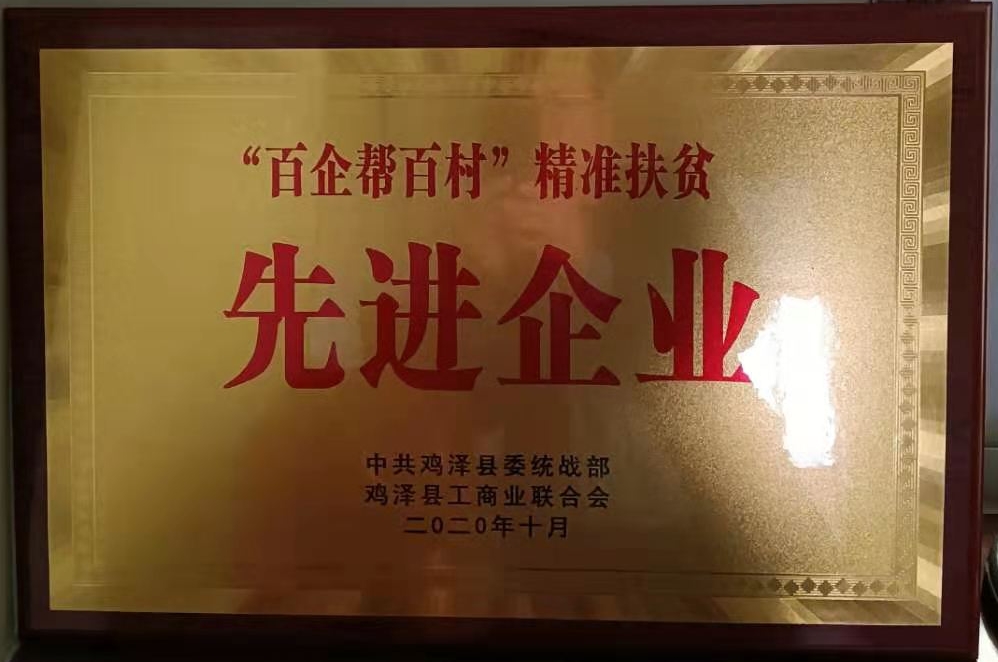 “百企帮百村”精准扶贫
先进企业
中共鸡泽县委统战部
鸡泽县工商业联合会
二〇二〇年十月